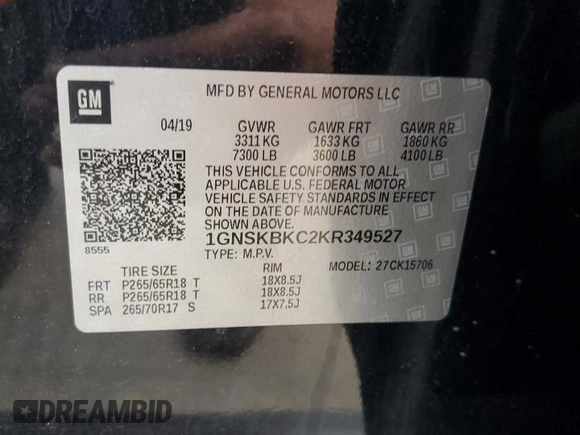 GM
MFD BY GENERAL MOTORS LLC
04/19 GVWR GAWR FRT GAWR RR
3311 KG 1633 KG 1860 KG
7300 LB 3600 LB 4100 LB
THIS VEHICLE CONFORMS TO ALL
APPLICABLE U.S. FEDERAL MOTOR
VEHICLE SAFETY STANDARDS IN EFFECT
ON THE DATE OF MANUFACTURE
SHOWN ABOVE.
1GNSKBKC2KR349527
8555 TYPE: M.P.V. MODEL: 27CK15706
TIRE SIZE RIM
FRT P265/65R18 T 18X8.5J
RR P265/65R18 T 18X8.5J
SPA 265/70R17 S 17X7.5J
DREAMBID